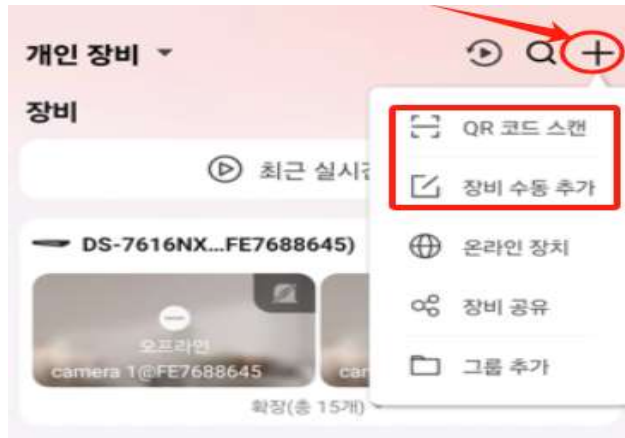 개인 장비
장비
최근 실시간
DS-7616NX...FE7688645)
오프라인
camera 1@FE7688645
확장(총 15개)
QR 코드 스캔
장비 수동 추가
온라인 장치
장비 공유
그룹 추가